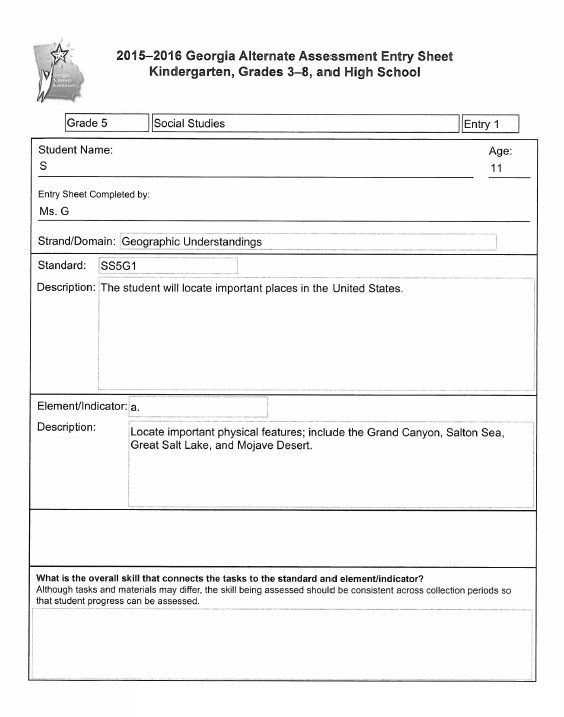 2015–2016 Georgia Alternate Assessment Entry Sheet
Kindergarten, Grades 3–8, and High School
Grade 5 Social Studies Entry 1
Student Name: Age:
S 11
Entry Sheet Completed by:
Ms. G
Strand/Domain: Geographic Understandings
Standard: SS5G1
Description: The student will locate important places in the United States.
Element/Indicator: a.
Description: Locate important physical features; include the Grand Canyon, Salton Sea,
Great Salt Lake, and Mojave Desert.
What is the overall skill that connects the tasks to the standard and element/indicator?
Although tasks and materials may differ, the skill being assessed should be consistent across collection periods so
that student progress can be assessed.